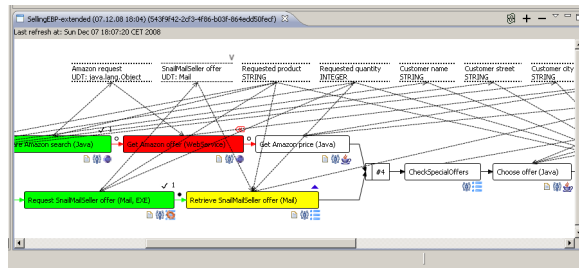 SellingEBP-extended (07.12.08 18:04) (543f9f42-2cf3-4f86-b03f-864edd50fecf)
Last refresh at: Sun Dec 07 18:07:20 CET 2008
Amazon request
UDT: java.lang.Object
SnailMailSeller offer
UDT: Mail
Requested product
STRING
Requested quantity
INTEGER
Customer name
STRING
Customer street
STRING
Customer city
STRING
Amazon search (Java)
1
Get Amazon offer (WebService)
Get Amazon price (Java)
#4
CheckSpecialOffers
Choose offer (Java)
Request SnailMailSeller offer (Mail, EXE)
1
Retrieve SnailMailSeller offer (Mail)